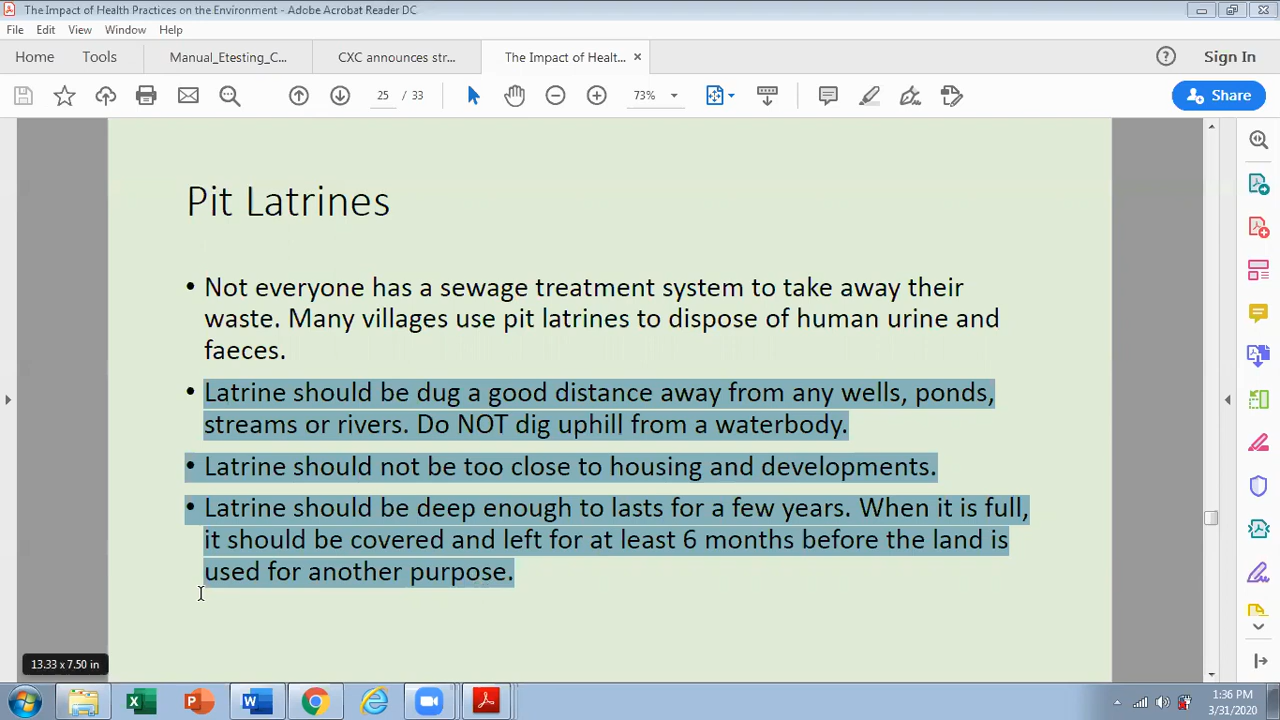 The Impact of Health Practices on the Environment - Adobe Acrobat Reader DC
File Edit View Window Help
Home Tools Manual_Etesting_C... CXC announces str... The Impact of Healt... × Sign In
25 / 33 73% Share
Pit Latrines
• Not everyone has a sewage treatment system to take away their
waste. Many villages use pit latrines to dispose of human urine and
faeces.
• Latrine should be dug a good distance away from any wells, ponds,
streams or rivers. Do NOT dig uphill from a waterbody.
• Latrine should not be too close to housing and developments.
• Latrine should be deep enough to lasts for a few years. When it is full,
it should be covered and left for at least 6 months before the land is
used for another purpose.
13.33 x 7.50 in
1:36 PM
3/31/2020